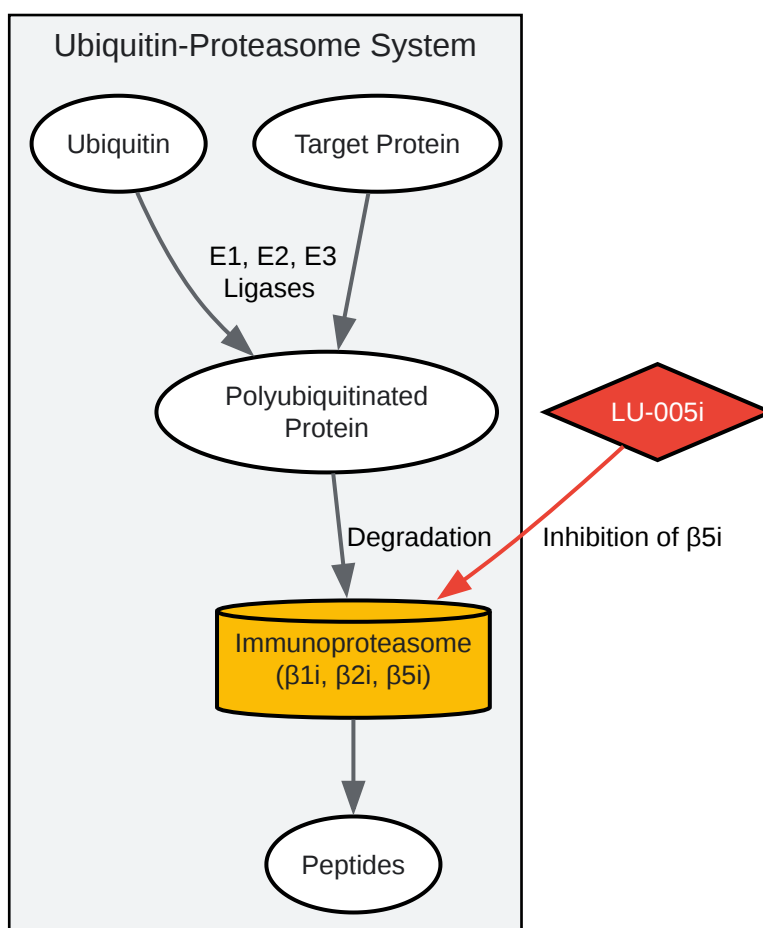 Ubiquitin-Proteasome System
Ubiquitin
Target Protein
E1, E2, E3
Ligases
Polyubiquitinated
Protein
LU-005i
Degradation
Inhibition of β5i
Immunoproteasome
(β1i, β2i, β5i)
Peptides